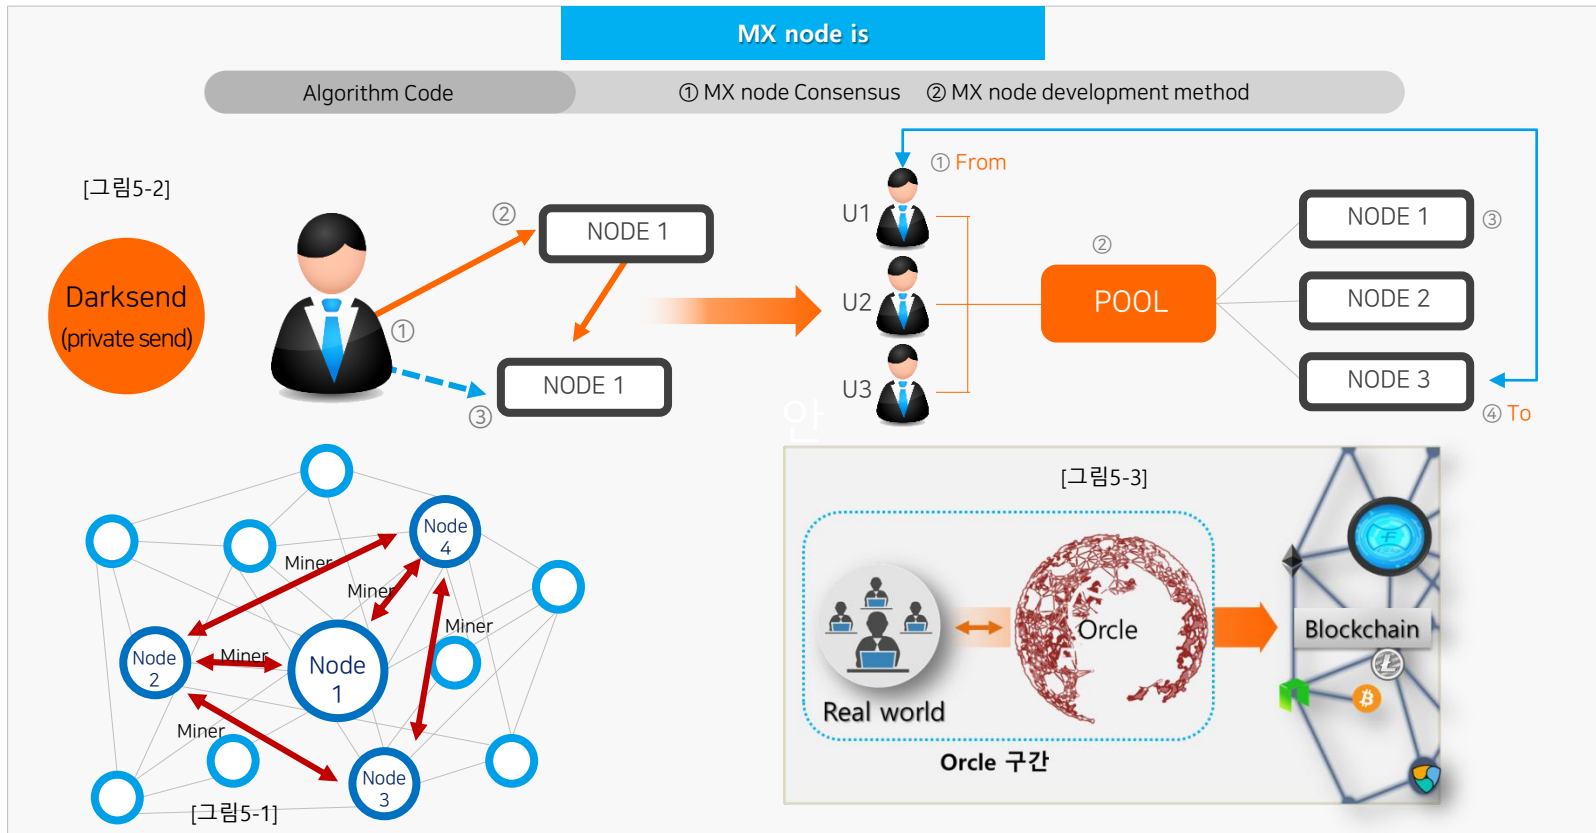 MX node is
Algorithm Code
① MX node Consensus ② MX node development method
[그림5-2]
Darksend
(private send)
①
②
③
NODE 1
NODE 1
① From
U1
U2
U3
②
POOL
NODE 1
③
NODE 2
NODE 3
④ To
안
Node
4
Miner
Miner
Miner
Node
2
Miner
Node
1
Miner
Node
3
[그림5-1]
[그림5-3]
Real world
Orcle
Blockchain
Orcle 구간